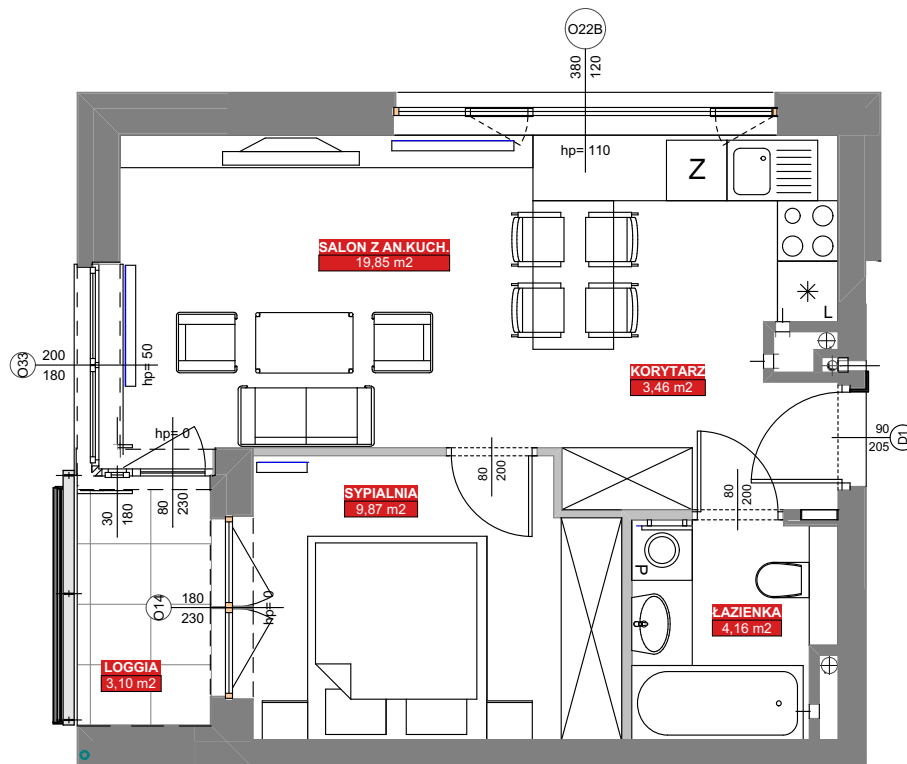 O22B
380
120
hp= 110
Z
SALON Z AN.KUCH.
19,85 m2
L
O33
200
180
hp= 50
KORYTARZ
3,46 m2
90
205
D1
hp= 0
80
200
SYPIALNIA
9,87 m2
80
200
30
180
80
230
P
O14
180
230
hp= 0
ŁAZIENKA
4,16 m2
LOGGIA
3,10 m2